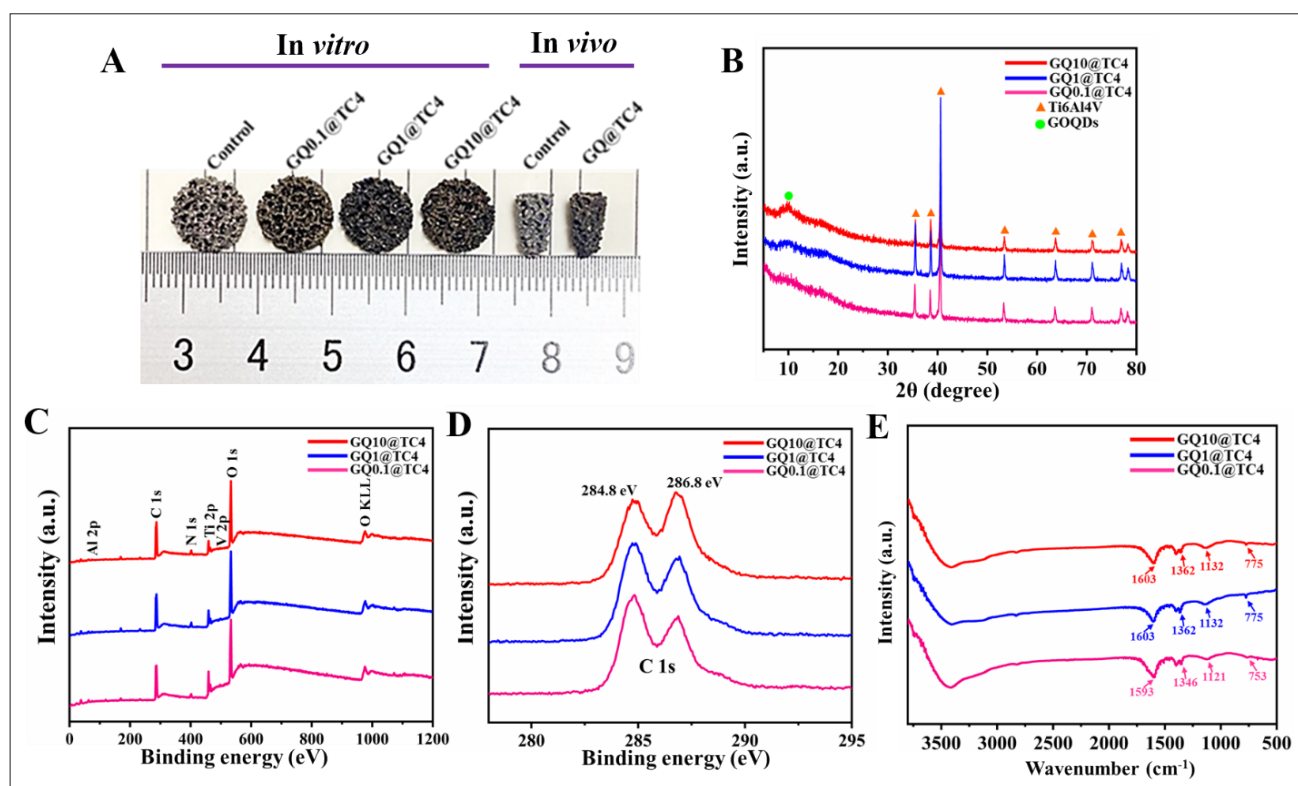 In vitro
In vivo
A
Control
GQ0.1@TC4
GQ1@TC4
GQ10@TC4
Control
GQ@TC4
3 4 5 6 7 8 9
B
GQ10@TC4
GQ1@TC4
GQ0.1@TC4
Ti6Al4V
GOQDs
Intensity (a.u.)
10 20 30 40 50 60 70 80
2θ (degree)
C
GQ10@TC4
GQ1@TC4
GQ0.1@TC4
Al 2p
C 1s
N 1s
Ti 2p
V 2p
O 1s
O KLL
Intensity (a.u.)
0 200 400 600 800 1000 1200
Binding energy (eV)
D
GQ10@TC4
GQ1@TC4
GQ0.1@TC4
284.8 eV
286.8 eV
C 1s
Intensity (a.u.)
280 285 290 295
Binding energy (eV)
E
GQ10@TC4
GQ1@TC4
GQ0.1@TC4
1603 1362 1132 775
1603 1362 1132 775
1593 1346 1121 753
Intensity (a.u.)
3500 3000 2500 2000 1500 1000 500
Wavenumber (cm⁻¹)